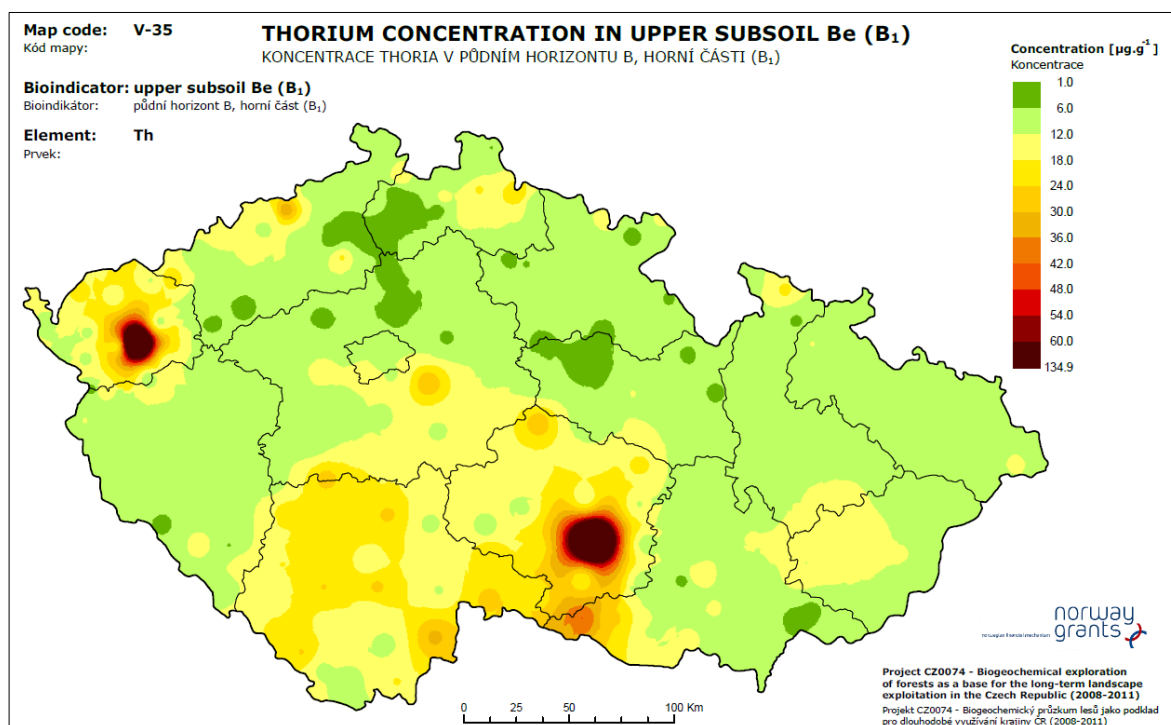 Map code: V-35
Kód mapy:
THORIUM CONCENTRATION IN UPPER SUBSOIL Be (B₁)
KONCENTRACE THORIA V PŮDNÍM HORIZONTU B, HORNÍ ČÁSTI (B₁)
Bioindicator: upper subsoil Be (B₁)
Bioindikátor: půdní horizont B, horní část (B₁)
Element: Th
Prvek:
Concentration [µg.g⁻¹]
Koncentrace
1.0
6.0
12.0
18.0
24.0
30.0
36.0
42.0
48.0
54.0
60.0
134.9
norway
grants
norwegian financial mechanism
Project CZ0074 - Biogeochemical exploration
of forests as a base for the long-term landscape
exploitation in the Czech Republic (2008-2011)
Projekt CZ0074 - Biogeochemický průzkum lesů jako podklad
pro dlouhodobé využívání krajiny ČR (2008-2011)
0 25 50 100 Km